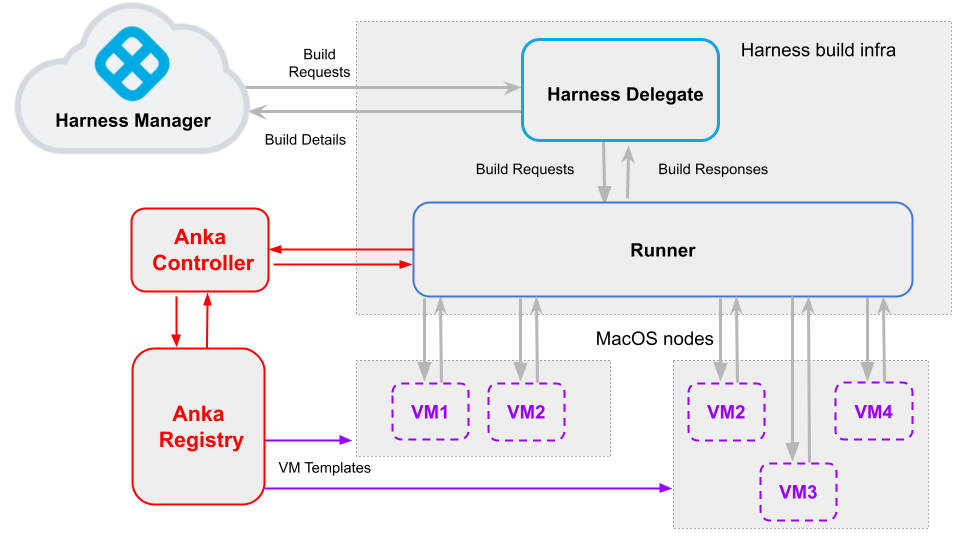 Build
Requests
Harness build infra
Harness Delegate
Harness Manager
Build Details
Build Requests
Build Responses
Anka
Controller
Runner
MacOS nodes
Anka
Registry
VM1
VM2
VM2
VM4
VM Templates
VM3